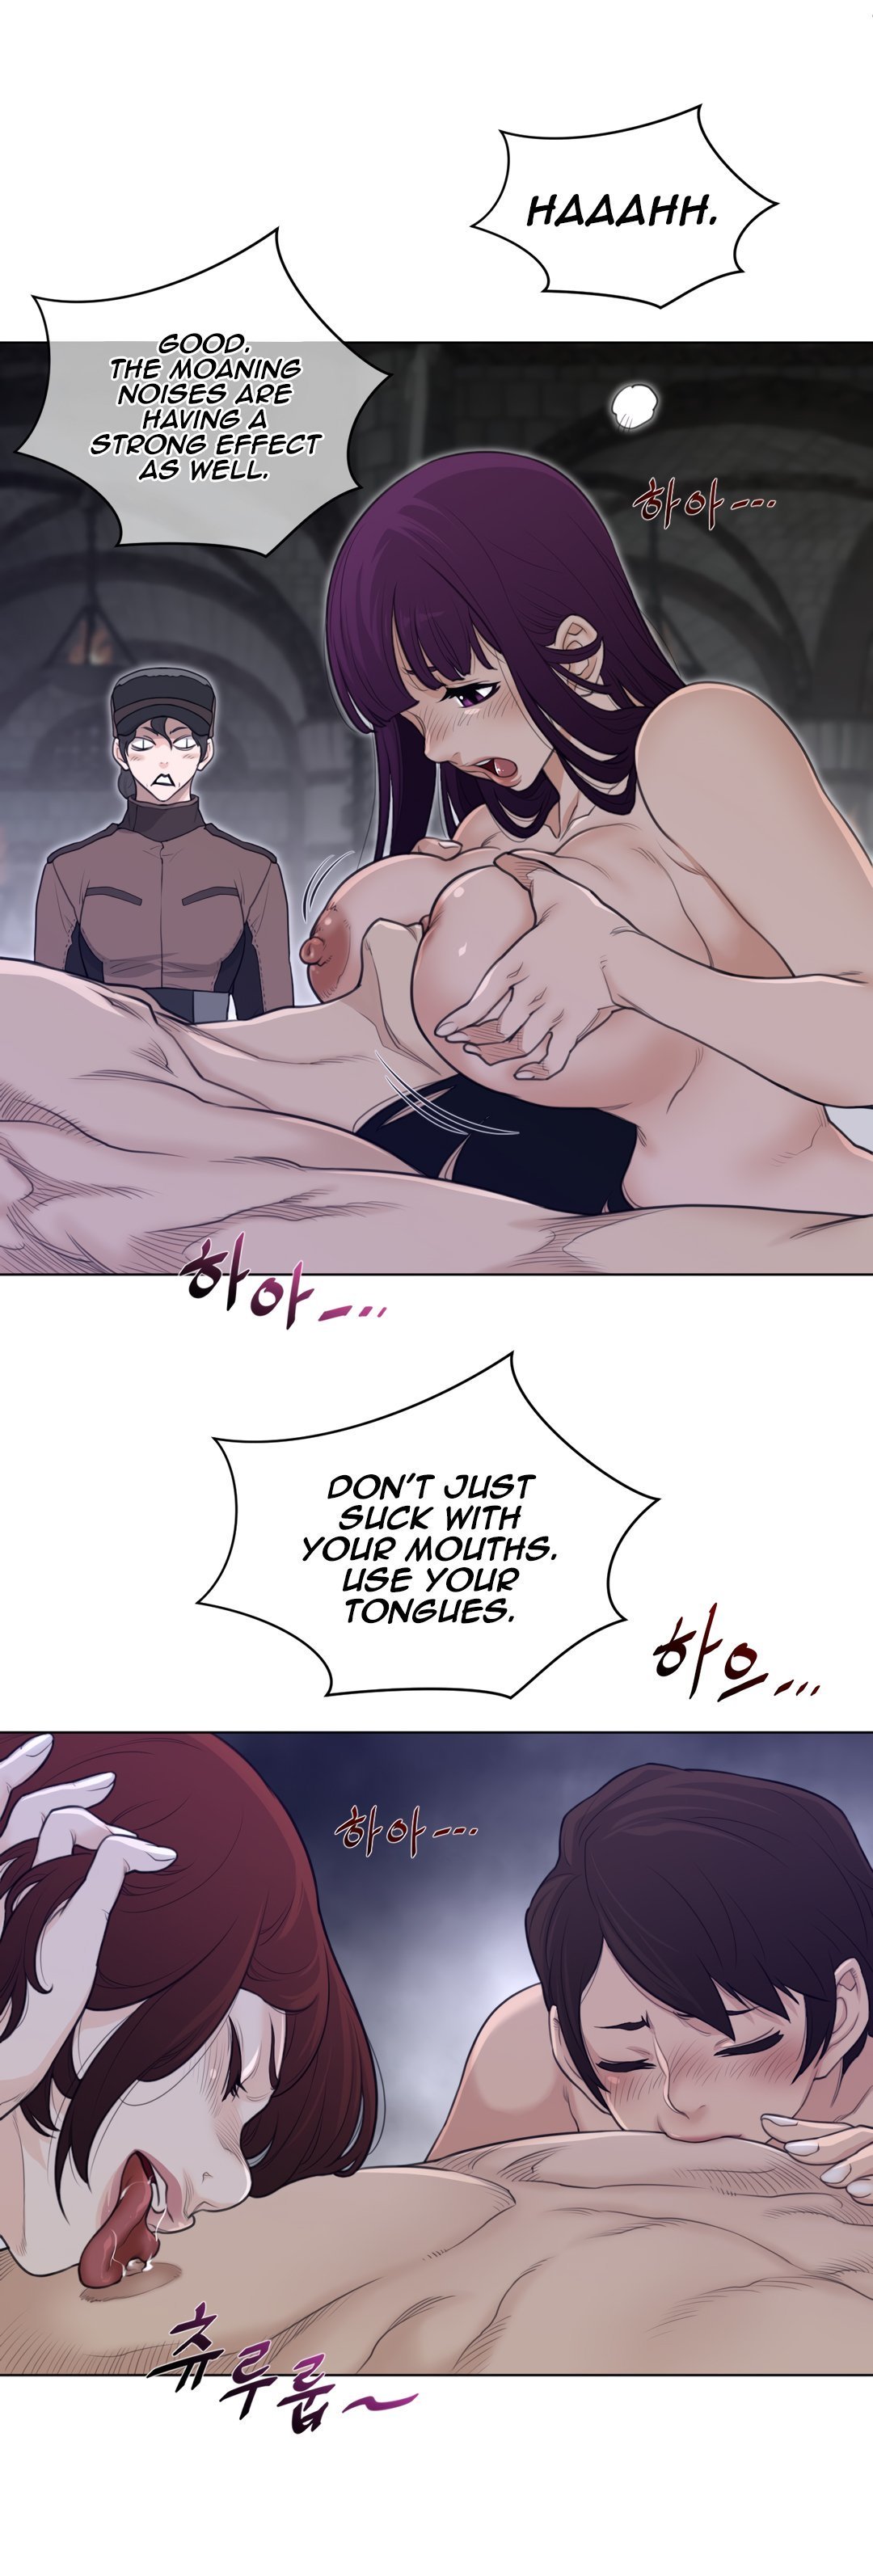 HAAAHH.
GOOD.
THE MOANING
NOISES ARE
HAVING A
STRONG EFFECT
AS WELL.
하아---
하아---
DON'T JUST
SUCK WITH
YOUR MOUTHS.
USE YOUR
TONGUES.
하으...
하아---
츄루룹~